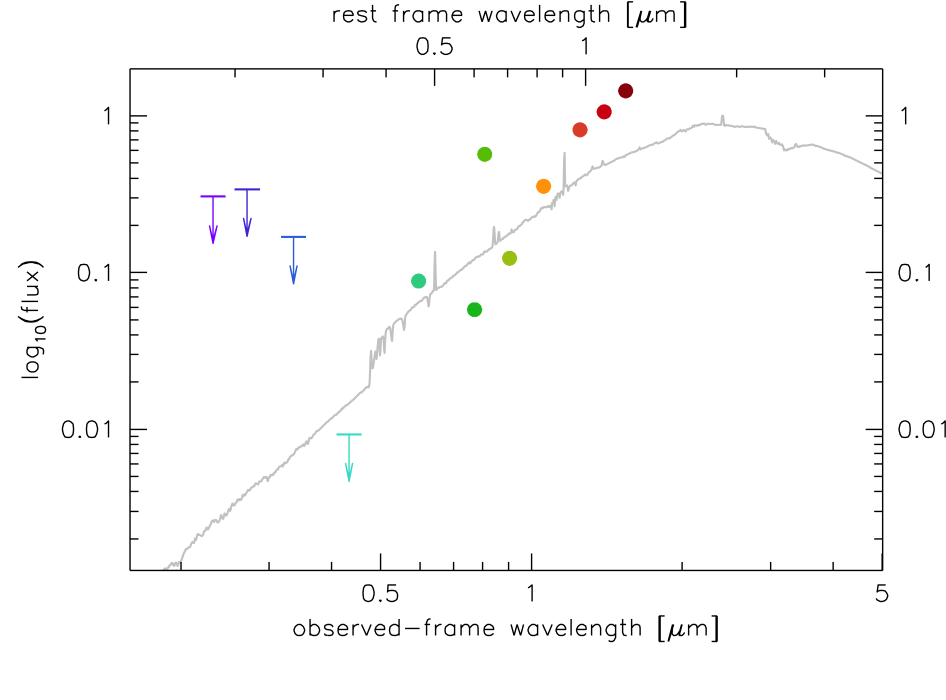 rest frame wavelength [μm]
0.5 1
1 1
0.1 0.1
0.01 0.01
log₁₀(flux)
0.5 1 5
observed-frame wavelength [μm]